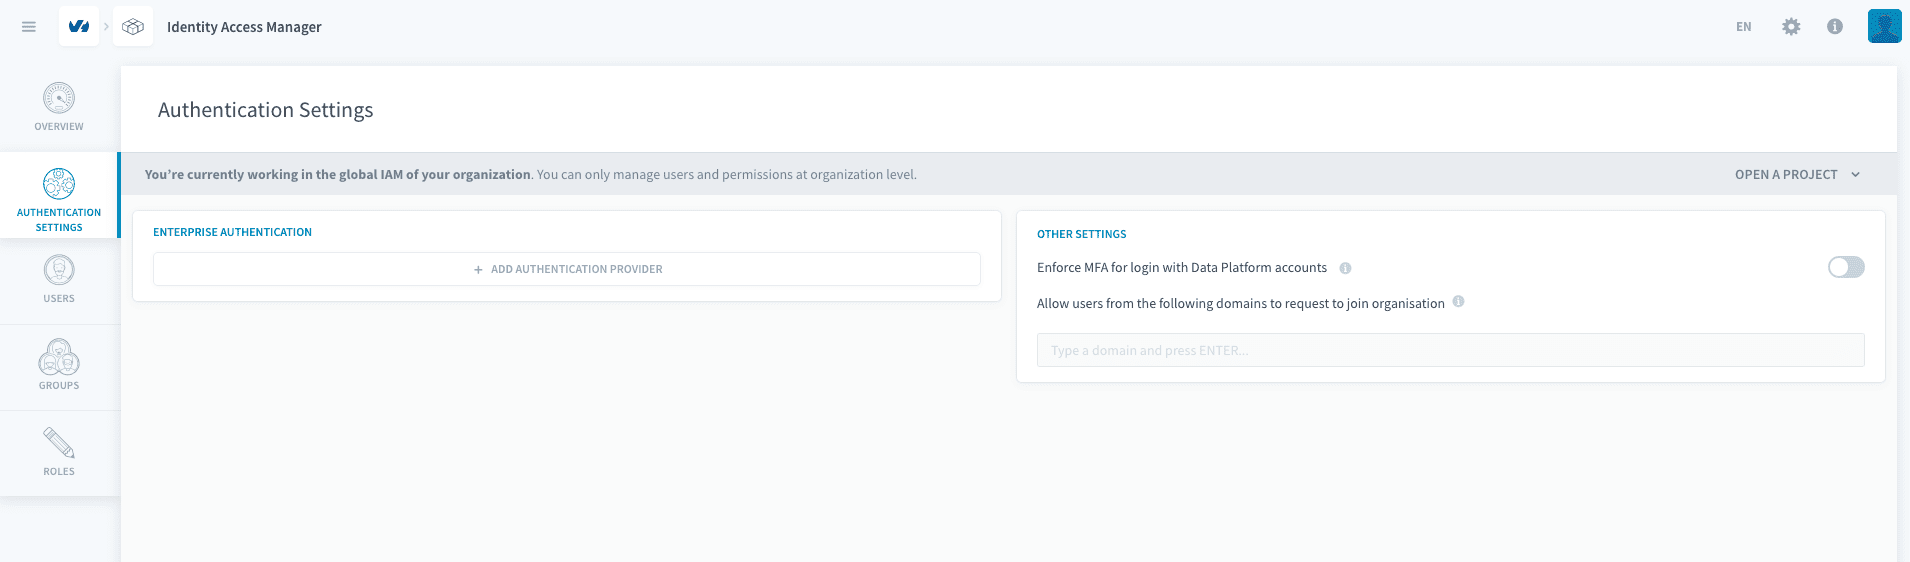 Identity Access Manager
EN
OVERVIEW
AUTHENTICATION
SETTINGS
USERS
GROUPS
ROLES
Authentication Settings
You're currently working in the global IAM of your organization. You can only manage users and permissions at organization level.
OPEN A PROJECT
ENTERPRISE AUTHENTICATION
+ ADD AUTHENTICATION PROVIDER
OTHER SETTINGS
Enforce MFA for login with Data Platform accounts
Allow users from the following domains to request to join organisation
Type a domain and press ENTER...